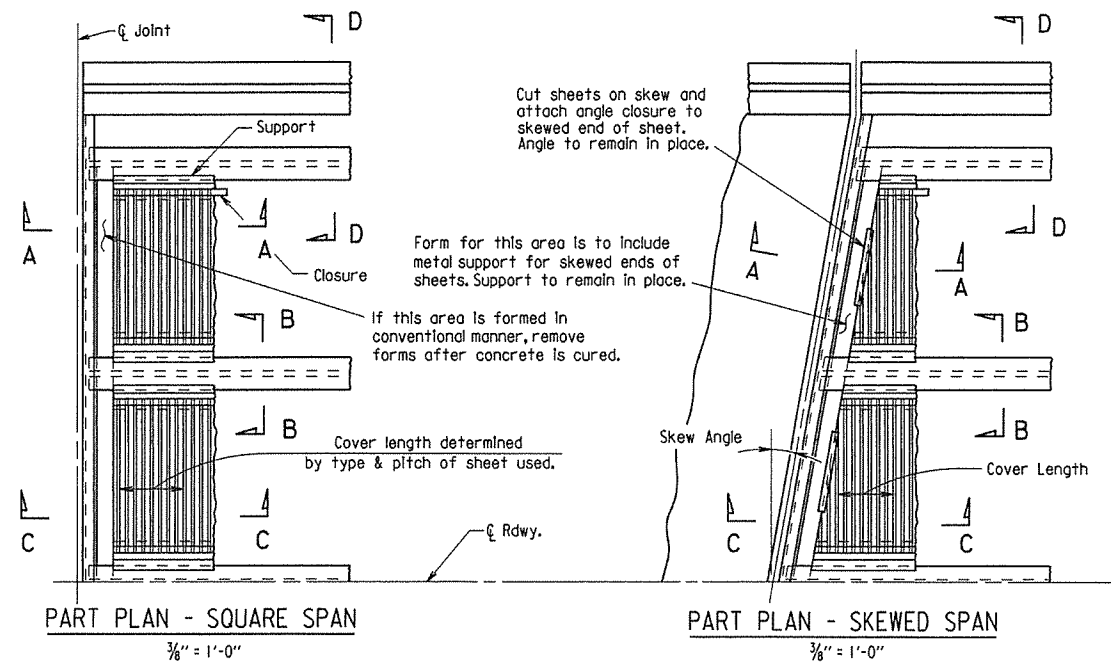 ℄ Joint
D
D
Cut sheets on skew and
attach angle closure to
skewed end of sheet.
Angle to remain in place.
Support
A
A
D
Closure
Form for this area is to include
metal support for skewed ends of
sheets. Support to remain in place.
A
A
D
If this area is formed in
conventional manner, remove
forms after concrete is cured.
B
B
B
B
Cover length determined
by type & pitch of sheet used.
Skew Angle
Cover Length
C
C
C
C
℄ Rdwy.
PART PLAN - SQUARE SPAN
3/8" = 1'-0"
PART PLAN - SKEWED SPAN
3/8" = 1'-0"